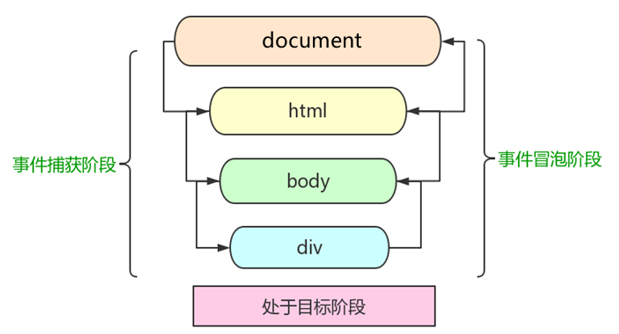 document
html
事件捕获阶段
事件冒泡阶段
body
div
处于目标阶段